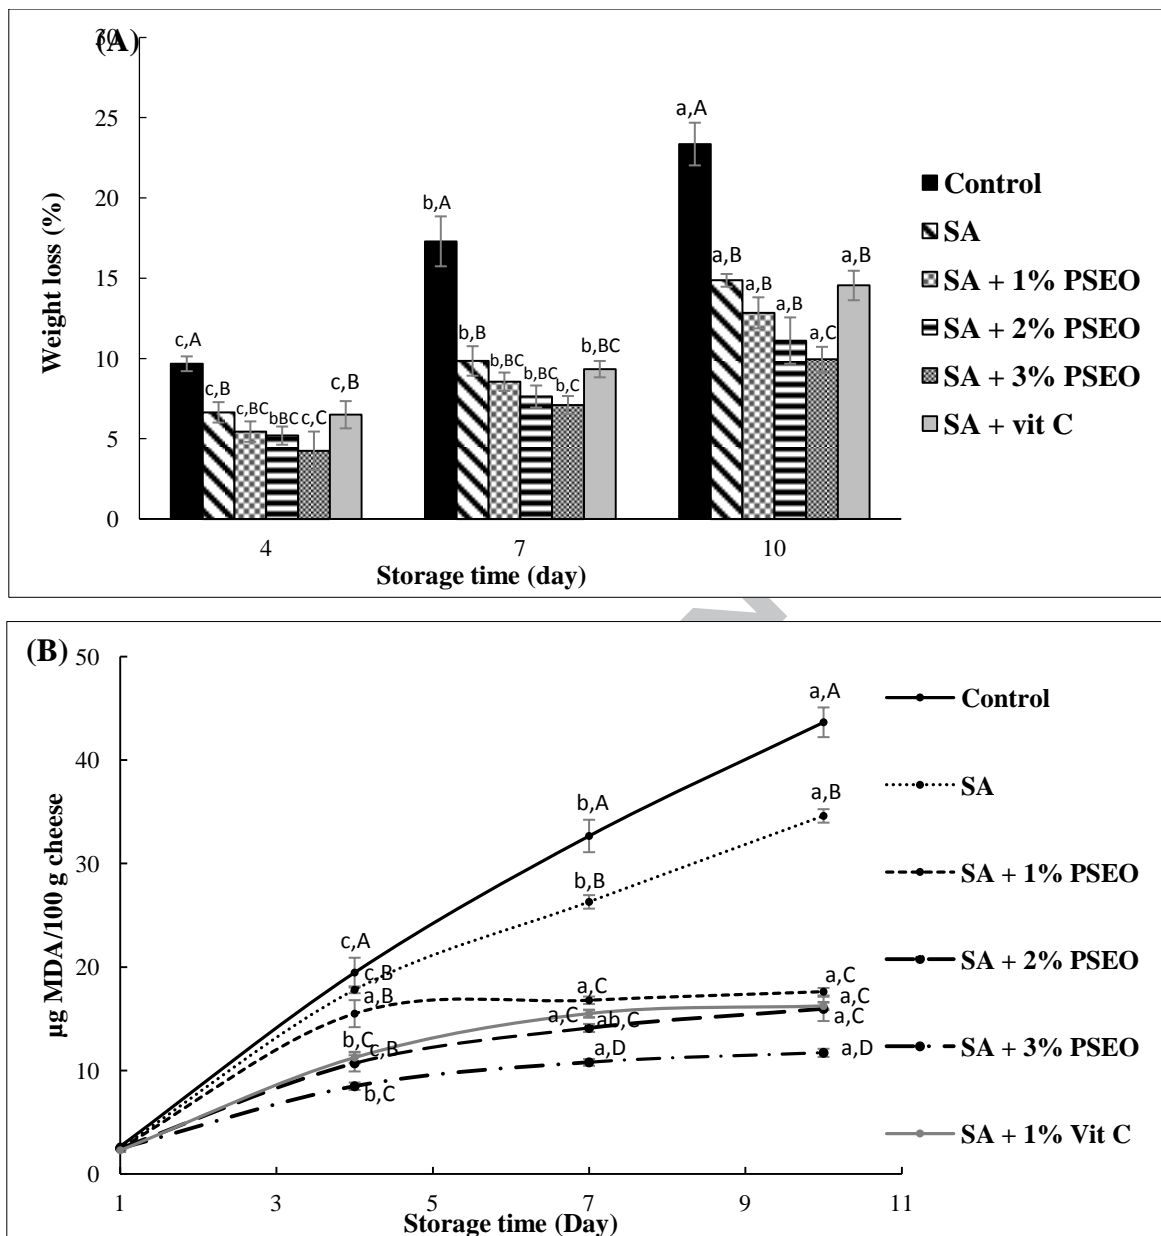 (A)
30
25
20
15
10
5
0
Weight loss (%)
c,A
c,B
c,BC
bBC
c,C
c,B
b,A
b,B
b,BC
b,BC
b,C
b,BC
a,A
a,B
a,B
a,B
a,C
a,B
4
7
10
Storage time (day)
Control
SA
SA + 1% PSEO
SA + 2% PSEO
SA + 3% PSEO
SA + vit C
(B)
50
40
30
20
10
0
µg MDA/100 g cheese
c,A
c,B
a,B
b,C
c,B
b,C
b,A
b,B
a,C
a,C
ab,C
a,D
a,A
a,B
a,C
a,C
a,C
a,D
1
3
5
7
9
11
Storage time (Day)
Control
SA
SA + 1% PSEO
SA + 2% PSEO
SA + 3% PSEO
SA + 1% Vit C